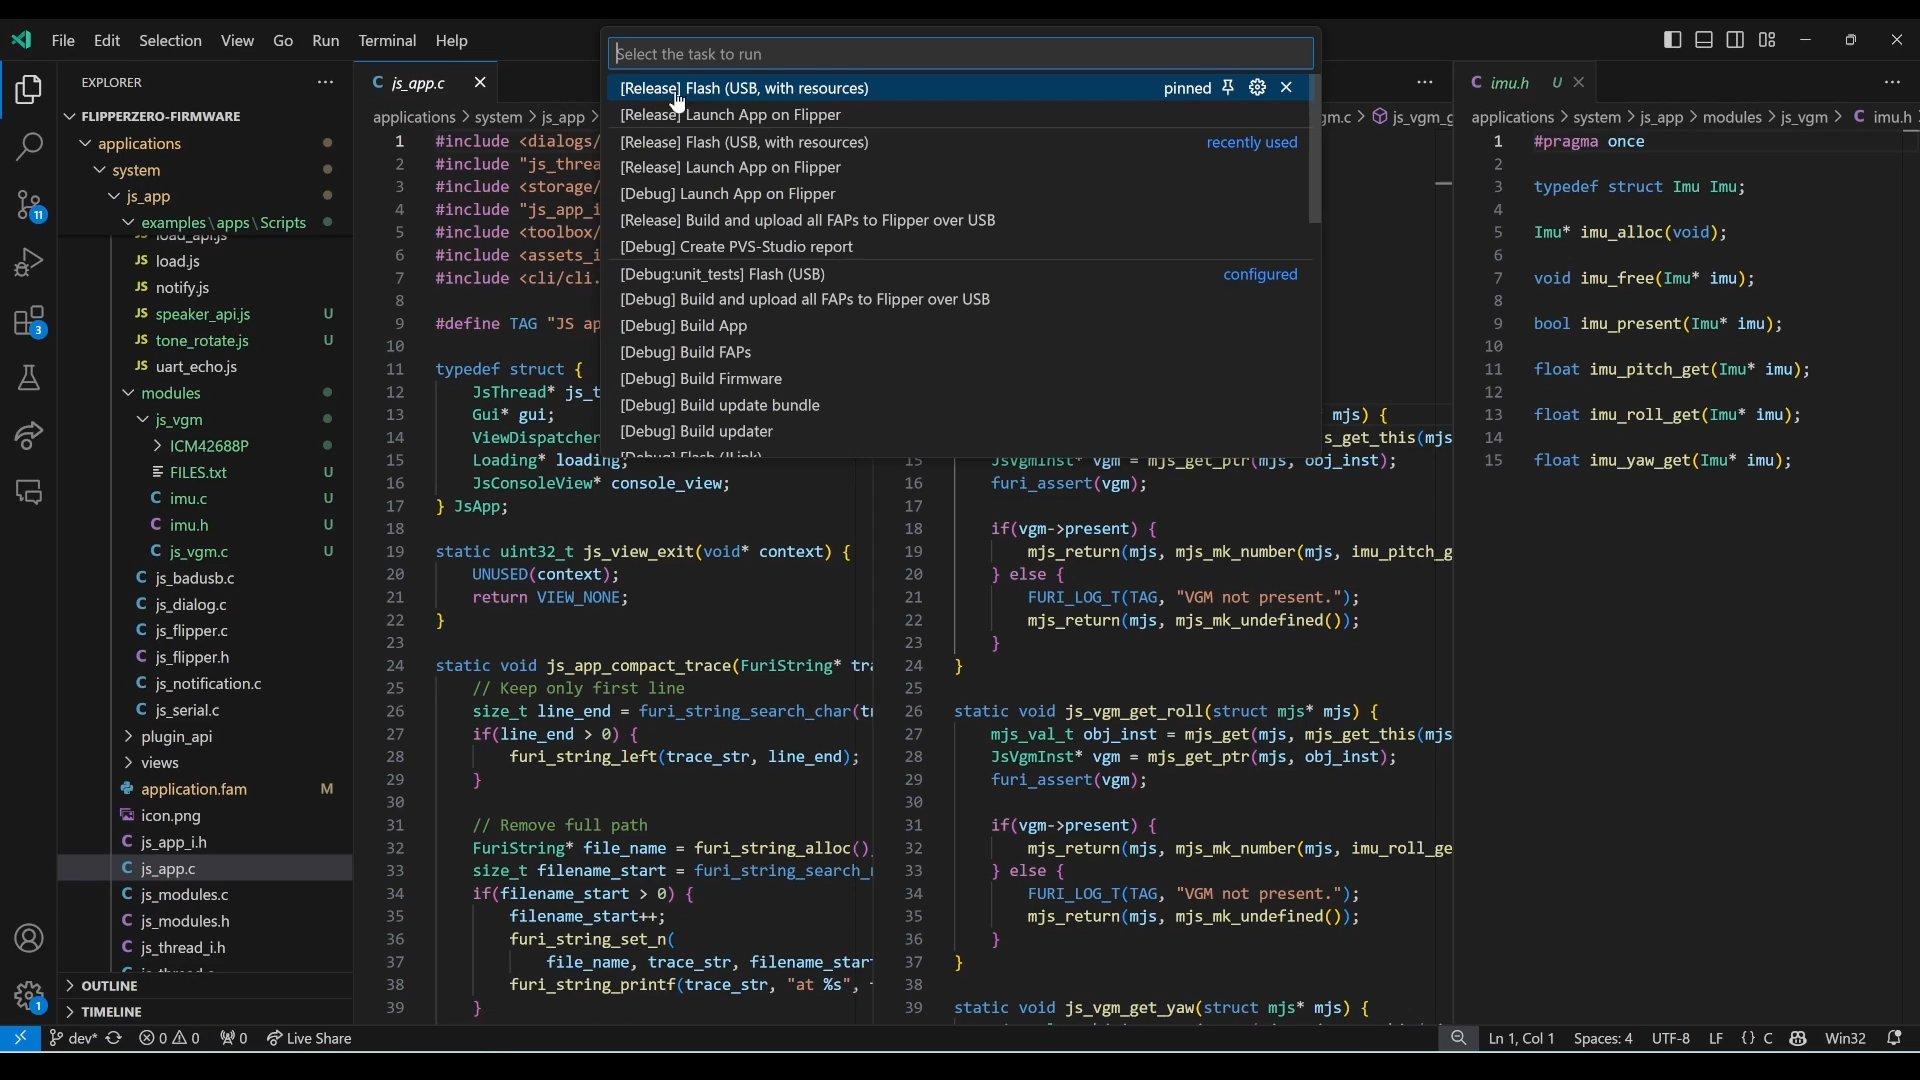 File Edit Selection View Go Run Terminal Help
Select the task to run
[Release] Flash (USB, with resources) pinned
[Release] Launch App on Flipper
[Release] Flash (USB, with resources) recently used
[Release] Launch App on Flipper
[Debug] Launch App on Flipper
[Release] Build and upload all FAPs to Flipper over USB
[Debug] Create PVS-Studio report
[Debug:unit_tests] Flash (USB) configured
[Debug] Build and upload all FAPs to Flipper over USB
[Debug] Build App
[Debug] Build FAPs
[Debug] Build Firmware
[Debug] Build update bundle
[Debug] Build updater
EXPLORER
FLIPPERZERO-FIRMWARE
applications
system
js_app
examples\apps\Scripts
load_api.js
load.js
notify.js
speaker_api.js U
tone_rotate.js U
uart_echo.js
modules
js_vgm
ICM42688P
FILES.txt U
imu.c U
imu.h U
js_vgm.c U
js_badusb.c
js_dialog.c
js_flipper.c
js_flipper.h
js_notification.c
js_serial.c
plugin_api
views
application.fam M
icon.png
js_app_i.h
js_app.c
js_modules.c
js_modules.h
js_thread_i.h
OUTLINE
TIMELINE
11
3
1
js_app.c
applications > system > js_app >
1 #include <dialogs/
2 #include "js_threa
3 #include <storage/
4 #include "js_app_i
5 #include <toolbox/
6 #include <assets_i
7 #include <cli/cli.
8
9 #define TAG "JS ap
10
11 typedef struct {
12 JsThread* js_t
13 Gui* gui;
14 ViewDispatcher
15 Loading* loading;
16 JsConsoleView* console_view;
17 } JsApp;
18
19 static uint32_t js_view_exit(void* context) {
20 UNUSED(context);
21 return VIEW_NONE;
22 }
23
24 static void js_app_compact_trace(FuriString* tra
25 // Keep only first line
26 size_t line_end = furi_string_search_char(tr
27 if(line_end > 0) {
28 furi_string_left(trace_str, line_end);
29 }
30
31 // Remove full path
32 FuriString* file_name = furi_string_alloc()
33 size_t filename_start = furi_string_search_
34 if(filename_start > 0) {
35 filename_start++;
36 furi_string_set_n(
37 file_name, trace_str, filename_star
38 furi_string_printf(trace_str, "at %s",
39 }
gm.c > js_vgm_g
mjs) {
s_get_this(mjs
15 JsVgmInst* vgm = mjs_get_ptr(mjs, obj_inst);
16 furi_assert(vgm);
17
18 if(vgm->present) {
19 mjs_return(mjs, mjs_mk_number(mjs, imu_pitch_g
20 } else {
21 FURI_LOG_T(TAG, "VGM not present.");
22 mjs_return(mjs, mjs_mk_undefined());
23 }
24 }
25
26 static void js_vgm_get_roll(struct mjs* mjs) {
27 mjs_val_t obj_inst = mjs_get(mjs, mjs_get_this(mjs
28 JsVgmInst* vgm = mjs_get_ptr(mjs, obj_inst);
29 furi_assert(vgm);
30
31 if(vgm->present) {
32 mjs_return(mjs, mjs_mk_number(mjs, imu_roll_ge
33 } else {
34 FURI_LOG_T(TAG, "VGM not present.");
35 mjs_return(mjs, mjs_mk_undefined());
36 }
37 }
38
39 static void js_vgm_get_yaw(struct mjs* mjs) {
imu.h U
applications > system > js_app > modules > js_vgm > C imu.h
1 #pragma once
2
3 typedef struct Imu Imu;
4
5 Imu* imu_alloc(void);
6
7 void imu_free(Imu* imu);
8
9 bool imu_present(Imu* imu);
10
11 float imu_pitch_get(Imu* imu);
12
13 float imu_roll_get(Imu* imu);
14
15 float imu_yaw_get(Imu* imu);
dev* 0 0 0 Live Share Ln 1, Col 1 Spaces: 4 UTF-8 LF {} C Win32